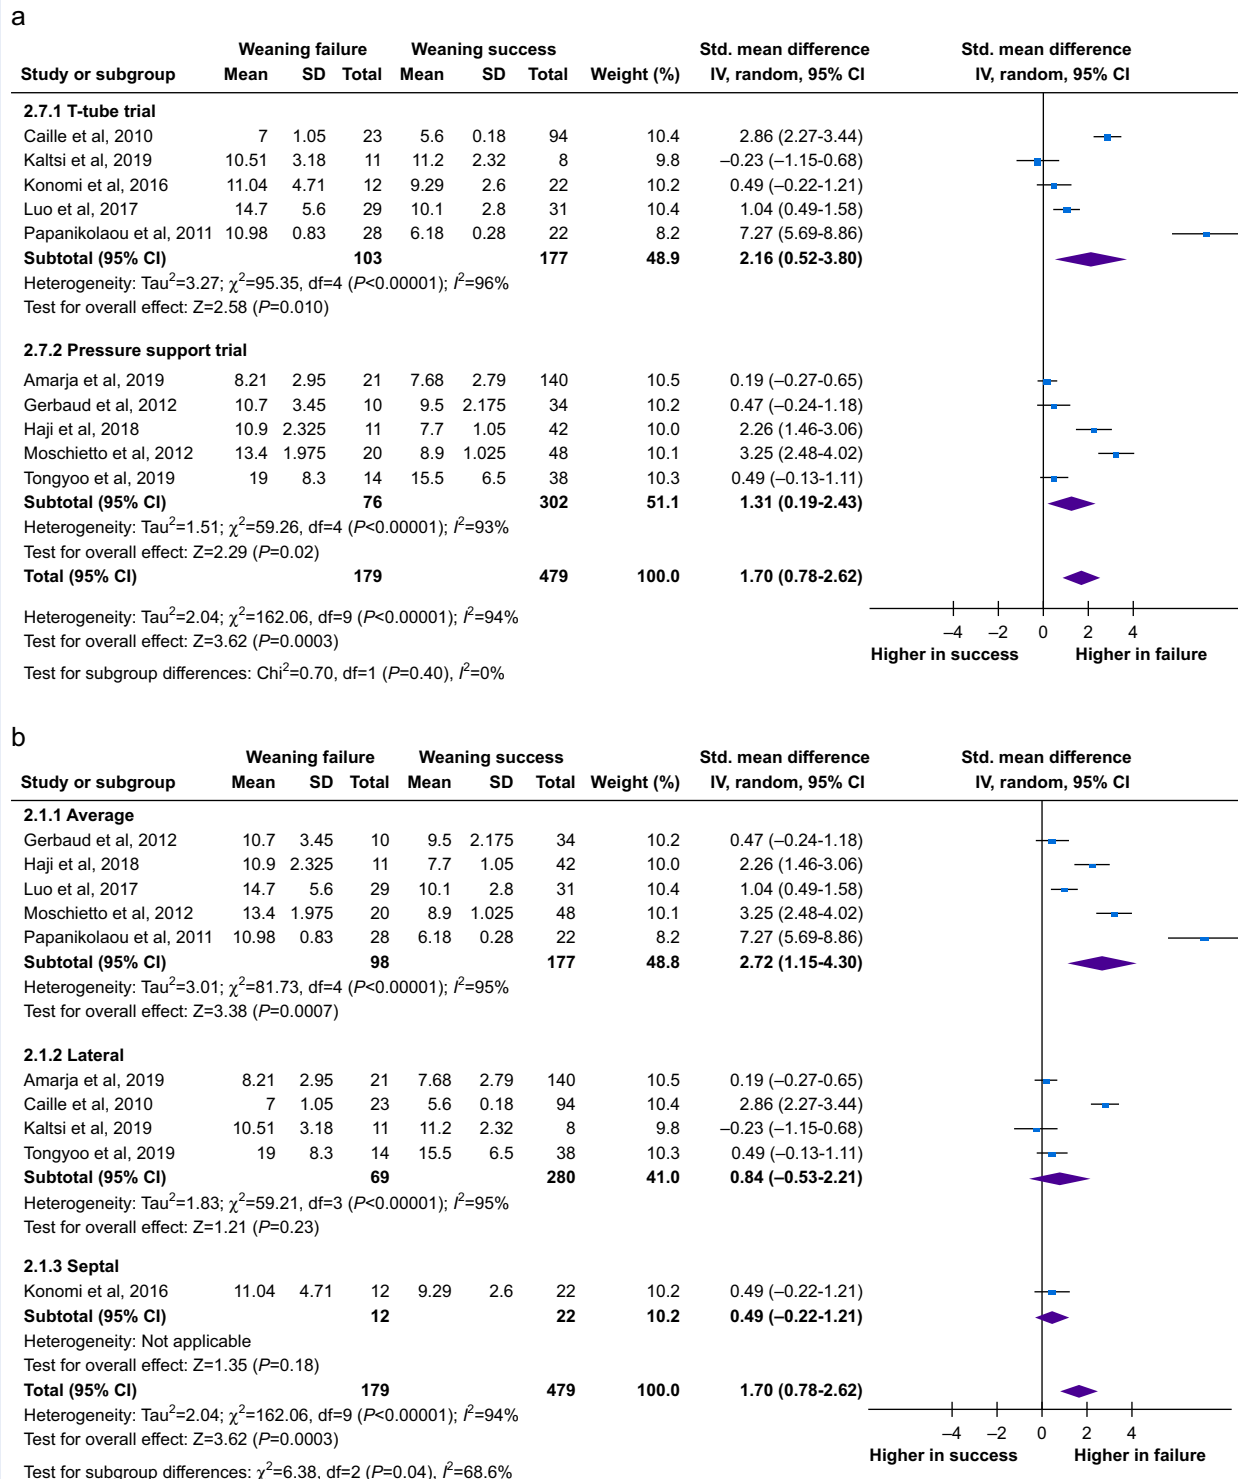 a
Weaning failure Weaning success Std. mean difference Std. mean difference
Study or subgroup Mean SD Total Mean SD Total Weight (%) IV, random, 95% CI IV, random, 95% CI
2.7.1 T-tube trial
Caille et al, 2010 7 1.05 23 5.6 0.18 94 10.4 2.86 (2.27-3.44)
Kaltsi et al, 2019 10.51 3.18 11 11.2 2.32 8 9.8 –0.23 (–1.15-0.68)
Konomi et al, 2016 11.04 4.71 12 9.29 2.6 22 10.2 0.49 (–0.22-1.21)
Luo et al, 2017 14.7 5.6 29 10.1 2.8 31 10.4 1.04 (0.49-1.58)
Papanikolaou et al, 2011 10.98 0.83 28 6.18 0.28 22 8.2 7.27 (5.69-8.86)
Subtotal (95% CI) 103 177 48.9 2.16 (0.52-3.80)
Heterogeneity: Tau²=3.27; χ²=95.35, df=4 (P<0.00001); I²=96%
Test for overall effect: Z=2.58 (P=0.010)
2.7.2 Pressure support trial
Amarja et al, 2019 8.21 2.95 21 7.68 2.79 140 10.5 0.19 (–0.27-0.65)
Gerbaud et al, 2012 10.7 3.45 10 9.5 2.175 34 10.2 0.47 (–0.24-1.18)
Haji et al, 2018 10.9 2.325 11 7.7 1.05 42 10.0 2.26 (1.46-3.06)
Moschietto et al, 2012 13.4 1.975 20 8.9 1.025 48 10.1 3.25 (2.48-4.02)
Tongyoo et al, 2019 19 8.3 14 15.5 6.5 38 10.3 0.49 (–0.13-1.11)
Subtotal (95% CI) 76 302 51.1 1.31 (0.19-2.43)
Heterogeneity: Tau²=1.51; χ²=59.26, df=4 (P<0.00001); I²=93%
Test for overall effect: Z=2.29 (P=0.02)
Total (95% CI) 179 479 100.0 1.70 (0.78-2.62)
Heterogeneity: Tau²=2.04; χ²=162.06, df=9 (P<0.00001); I²=94%
Test for overall effect: Z=3.62 (P=0.0003)
–4 –2 0 2 4
Higher in success Higher in failure
Test for subgroup differences: Chi²=0.70, df=1 (P=0.40), I²=0%
b
Weaning failure Weaning success Std. mean difference Std. mean difference
Study or subgroup Mean SD Total Mean SD Total Weight (%) IV, random, 95% CI IV, random, 95% CI
2.1.1 Average
Gerbaud et al, 2012 10.7 3.45 10 9.5 2.175 34 10.2 0.47 (–0.24-1.18)
Haji et al, 2018 10.9 2.325 11 7.7 1.05 42 10.0 2.26 (1.46-3.06)
Luo et al, 2017 14.7 5.6 29 10.1 2.8 31 10.4 1.04 (0.49-1.58)
Moschietto et al, 2012 13.4 1.975 20 8.9 1.025 48 10.1 3.25 (2.48-4.02)
Papanikolaou et al, 2011 10.98 0.83 28 6.18 0.28 22 8.2 7.27 (5.69-8.86)
Subtotal (95% CI) 98 177 48.8 2.72 (1.15-4.30)
Heterogeneity: Tau²=3.01; χ²=81.73, df=4 (P<0.00001); I²=95%
Test for overall effect: Z=3.38 (P=0.0007)
2.1.2 Lateral
Amarja et al, 2019 8.21 2.95 21 7.68 2.79 140 10.5 0.19 (–0.27-0.65)
Caille et al, 2010 7 1.05 23 5.6 0.18 94 10.4 2.86 (2.27-3.44)
Kaltsi et al, 2019 10.51 3.18 11 11.2 2.32 8 9.8 –0.23 (–1.15-0.68)
Tongyoo et al, 2019 19 8.3 14 15.5 6.5 38 10.3 0.49 (–0.13-1.11)
Subtotal (95% CI) 69 280 41.0 0.84 (–0.53-2.21)
Heterogeneity: Tau²=1.83; χ²=59.21, df=3 (P<0.00001); I²=95%
Test for overall effect: Z=1.21 (P=0.23)
2.1.3 Septal
Konomi et al, 2016 11.04 4.71 12 9.29 2.6 22 10.2 0.49 (–0.22-1.21)
Subtotal (95% CI) 12 22 10.2 0.49 (–0.22-1.21)
Heterogeneity: Not applicable
Test for overall effect: Z=1.35 (P=0.18)
Total (95% CI) 179 479 100.0 1.70 (0.78-2.62)
Heterogeneity: Tau²=2.04; χ²=162.06, df=9 (P<0.00001); I²=94%
Test for overall effect: Z=3.62 (P=0.0003)
–4 –2 0 2 4
Higher in success Higher in failure
Test for subgroup differences: χ²=6.38, df=2 (P=0.04), I²=68.6%